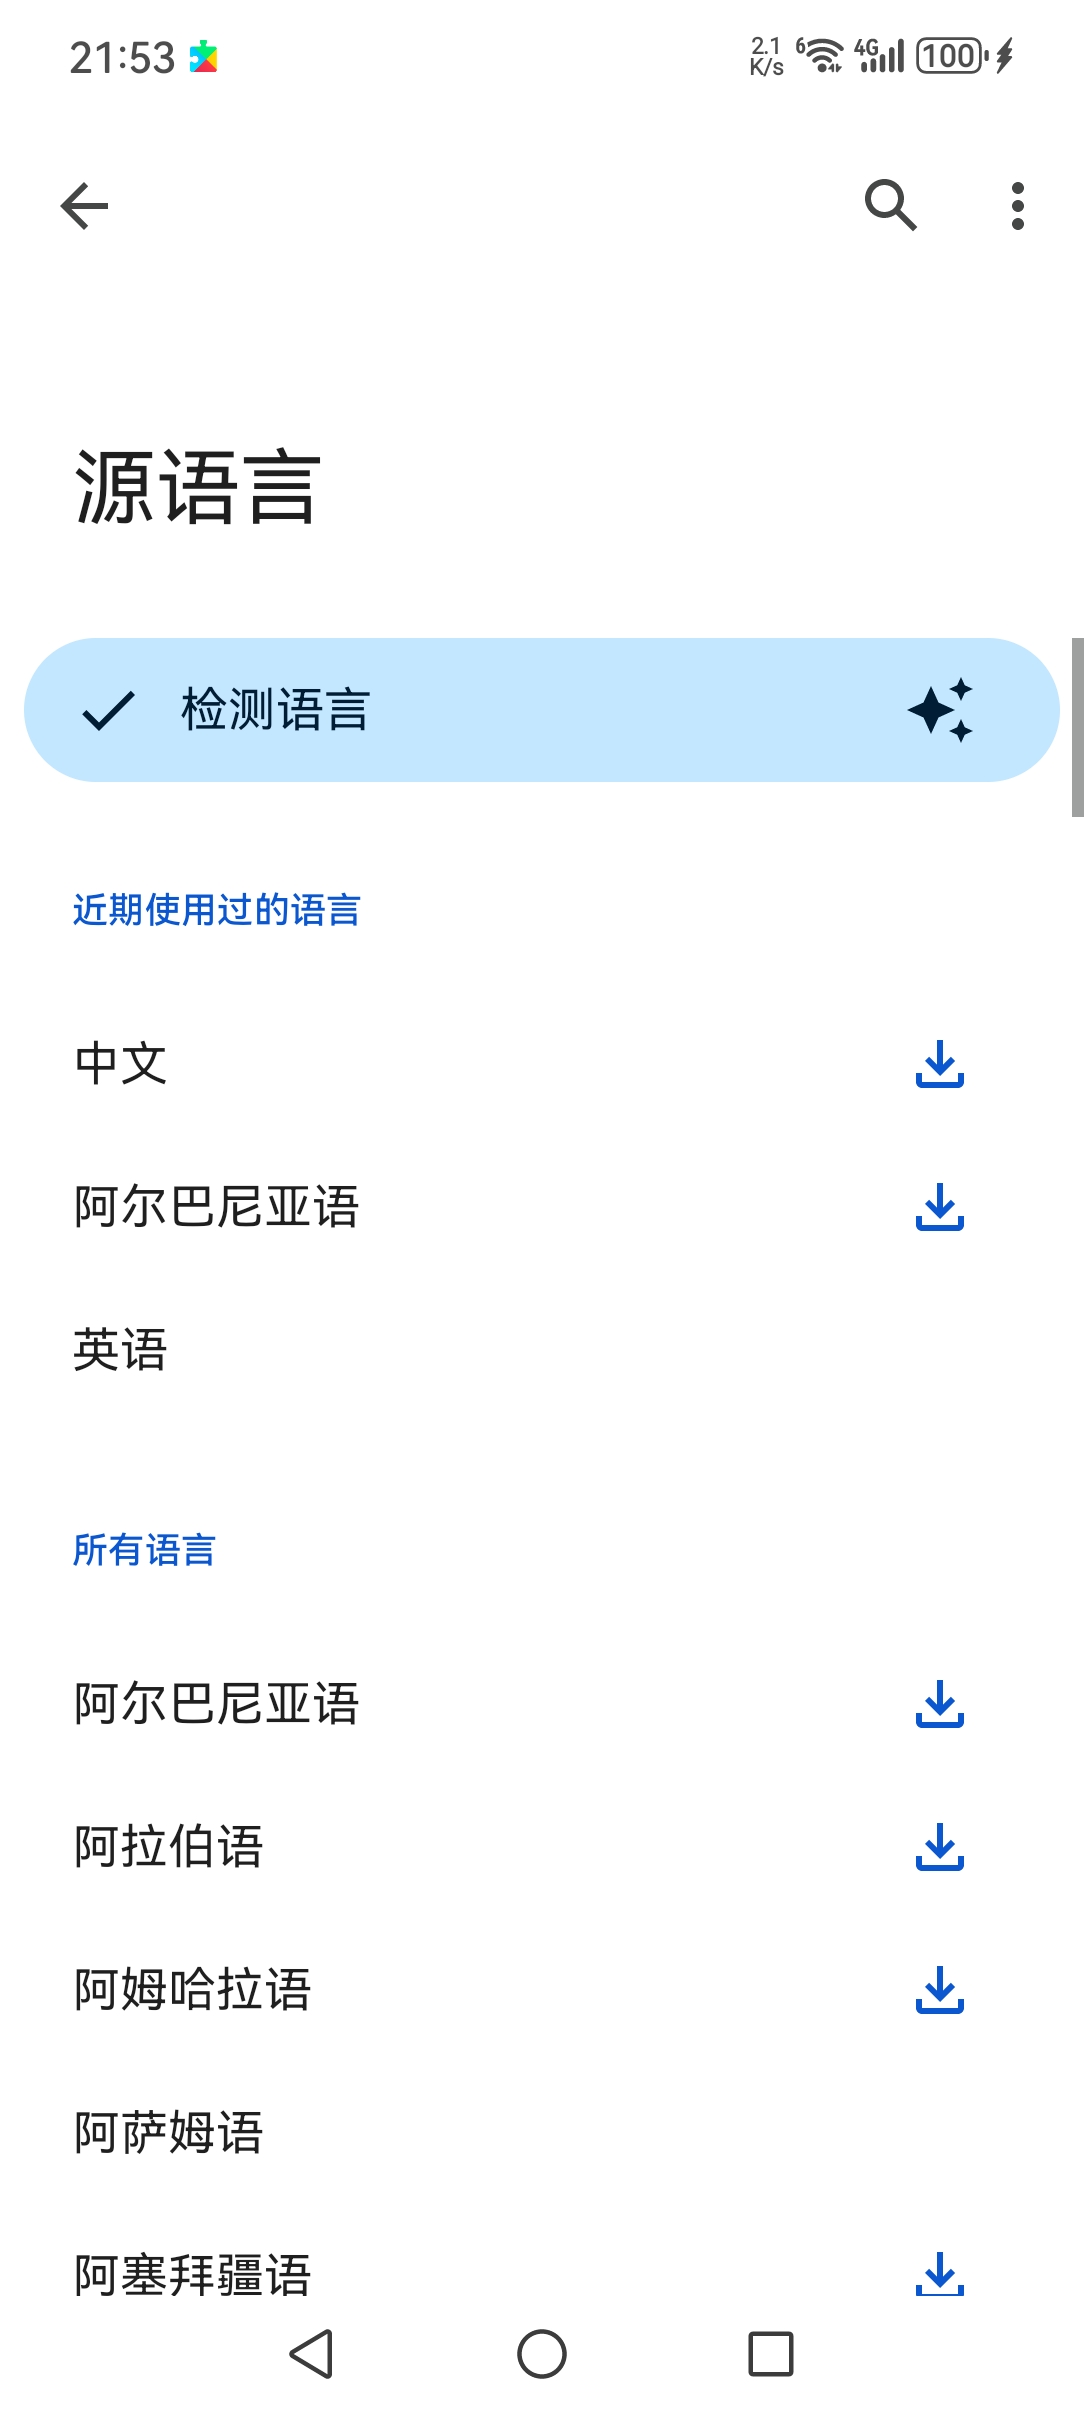 21:53
2.1
K/s
6
4G
100
源语言
检测语言
近期使用过的语言
中文
阿尔巴尼亚语
英语
所有语言
阿尔巴尼亚语
阿拉伯语
阿姆哈拉语
阿萨姆语
阿塞拜疆语